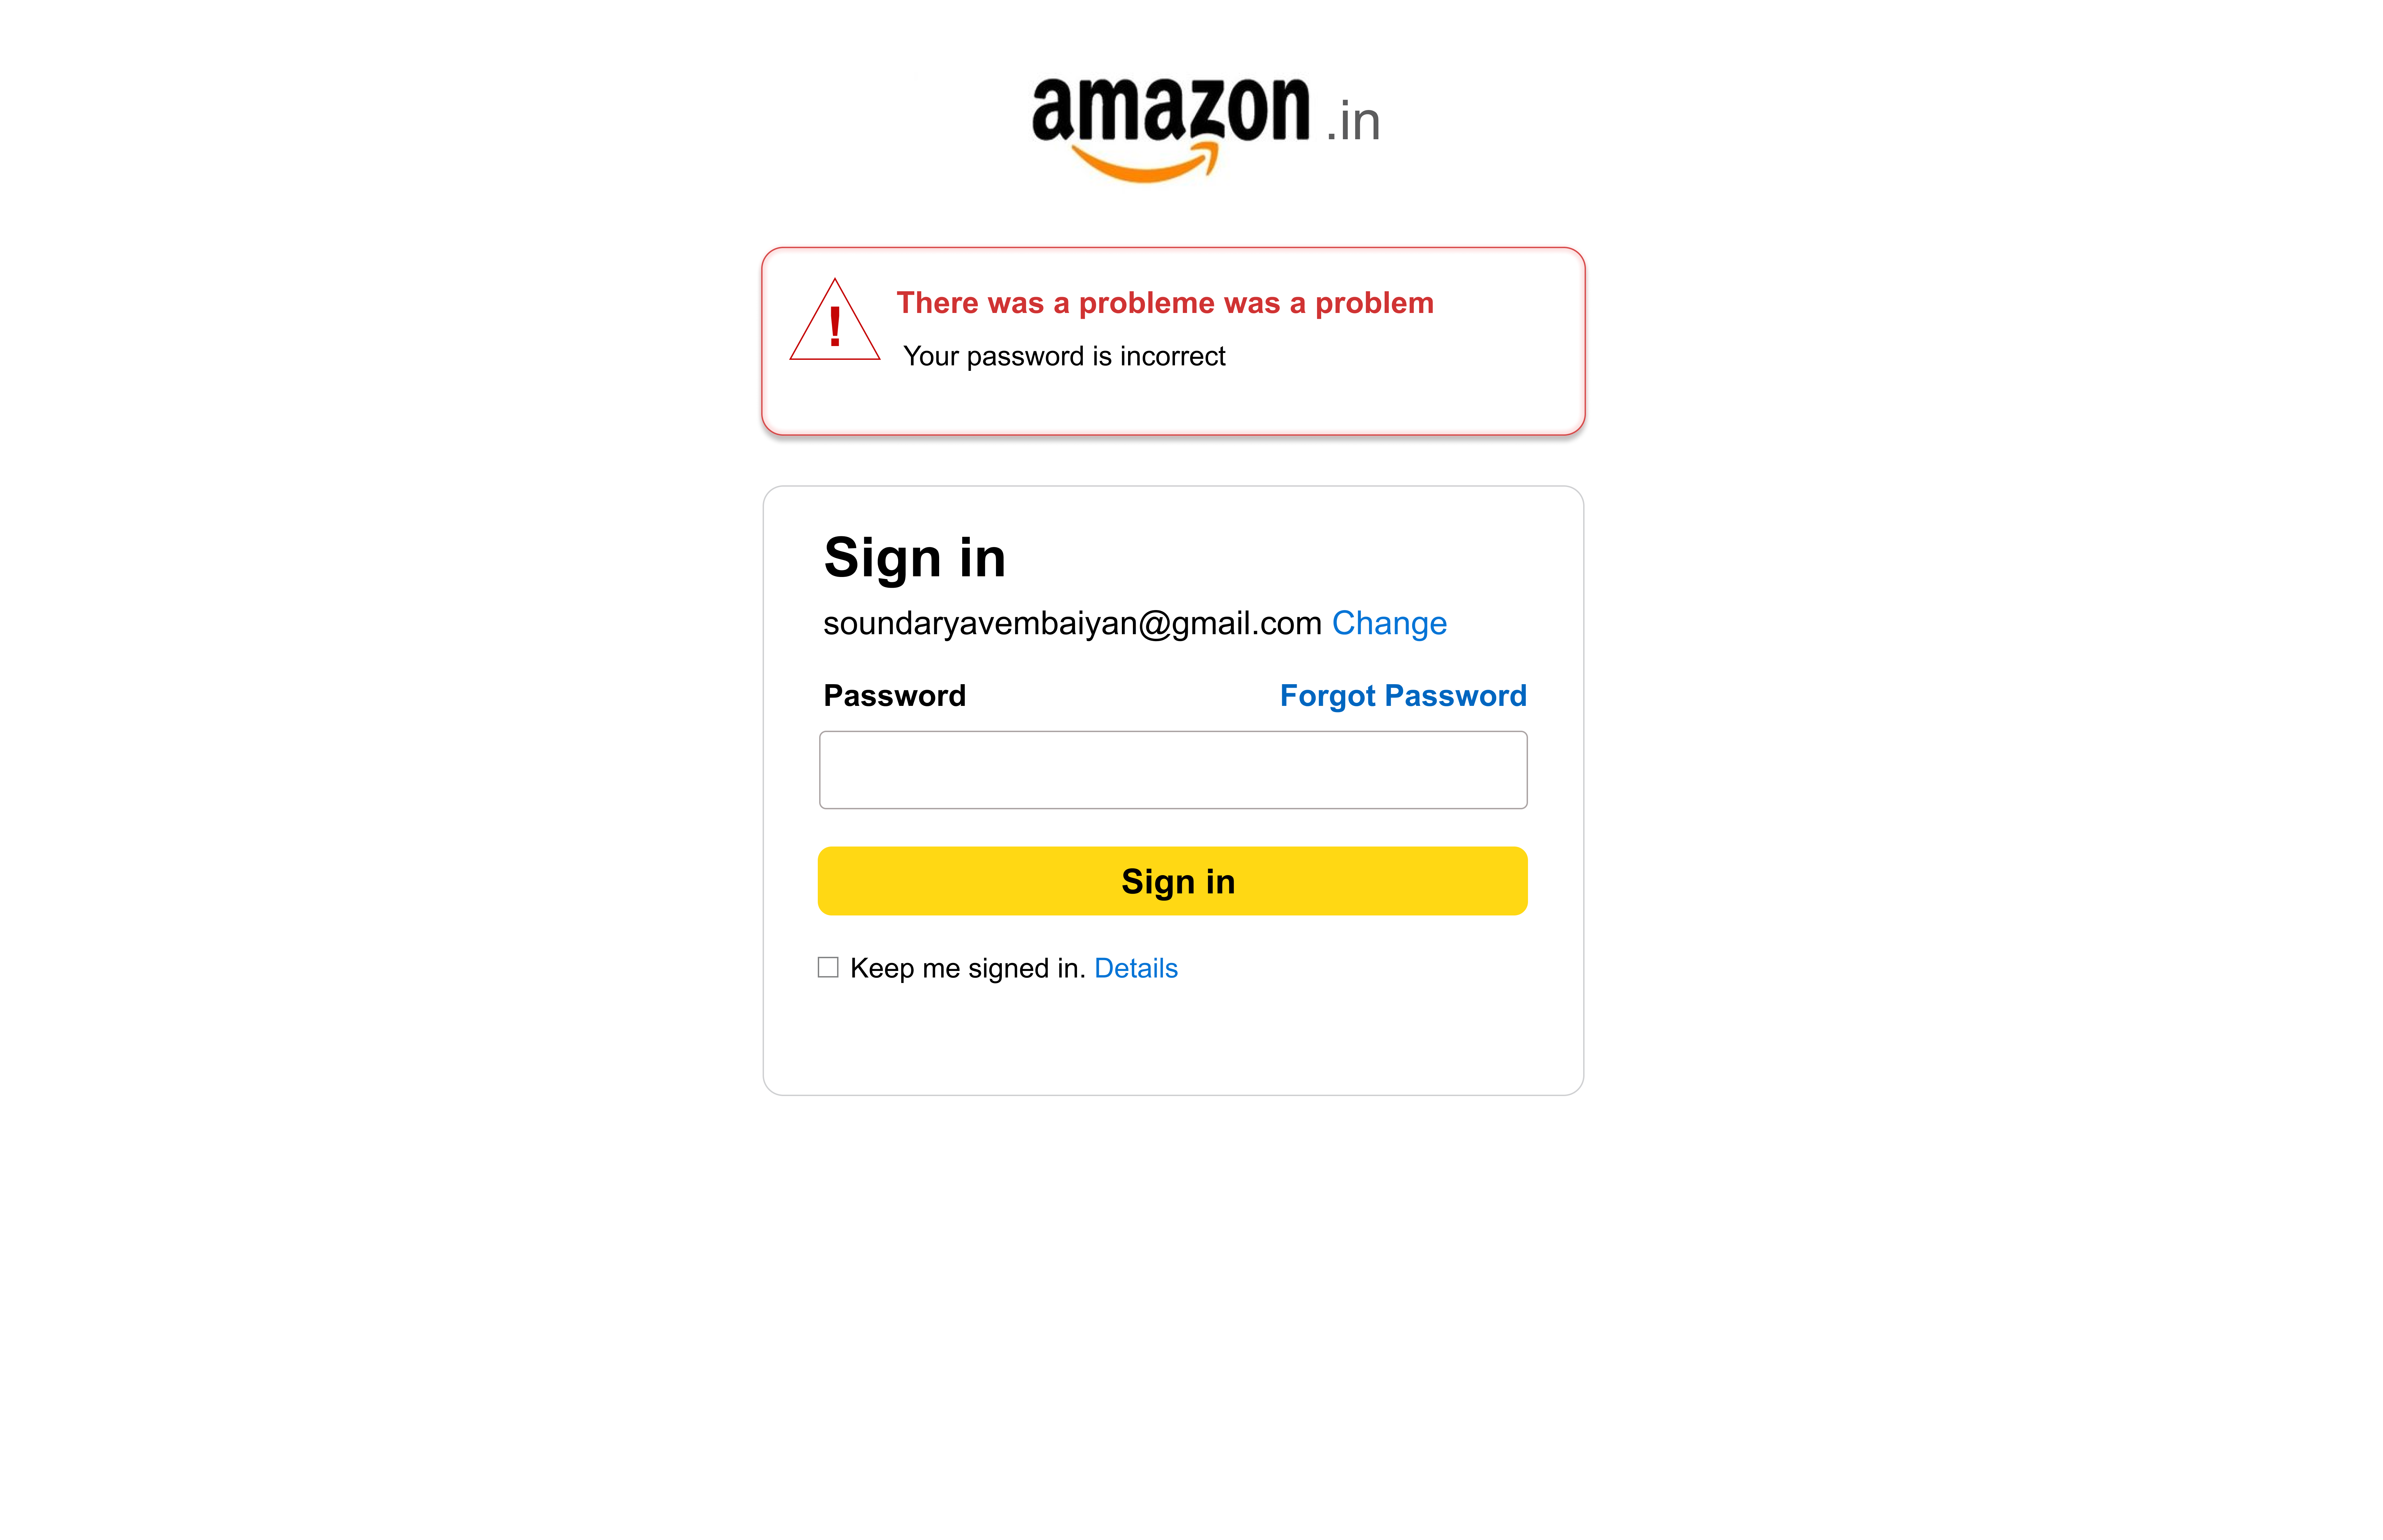 amazon .in
There was a probleme was a problem
!
Your password is incorrect
Sign in
soundaryavembaiyan@gmail.com Change
Password Forgot Password
Sign in
Keep me signed in. Details